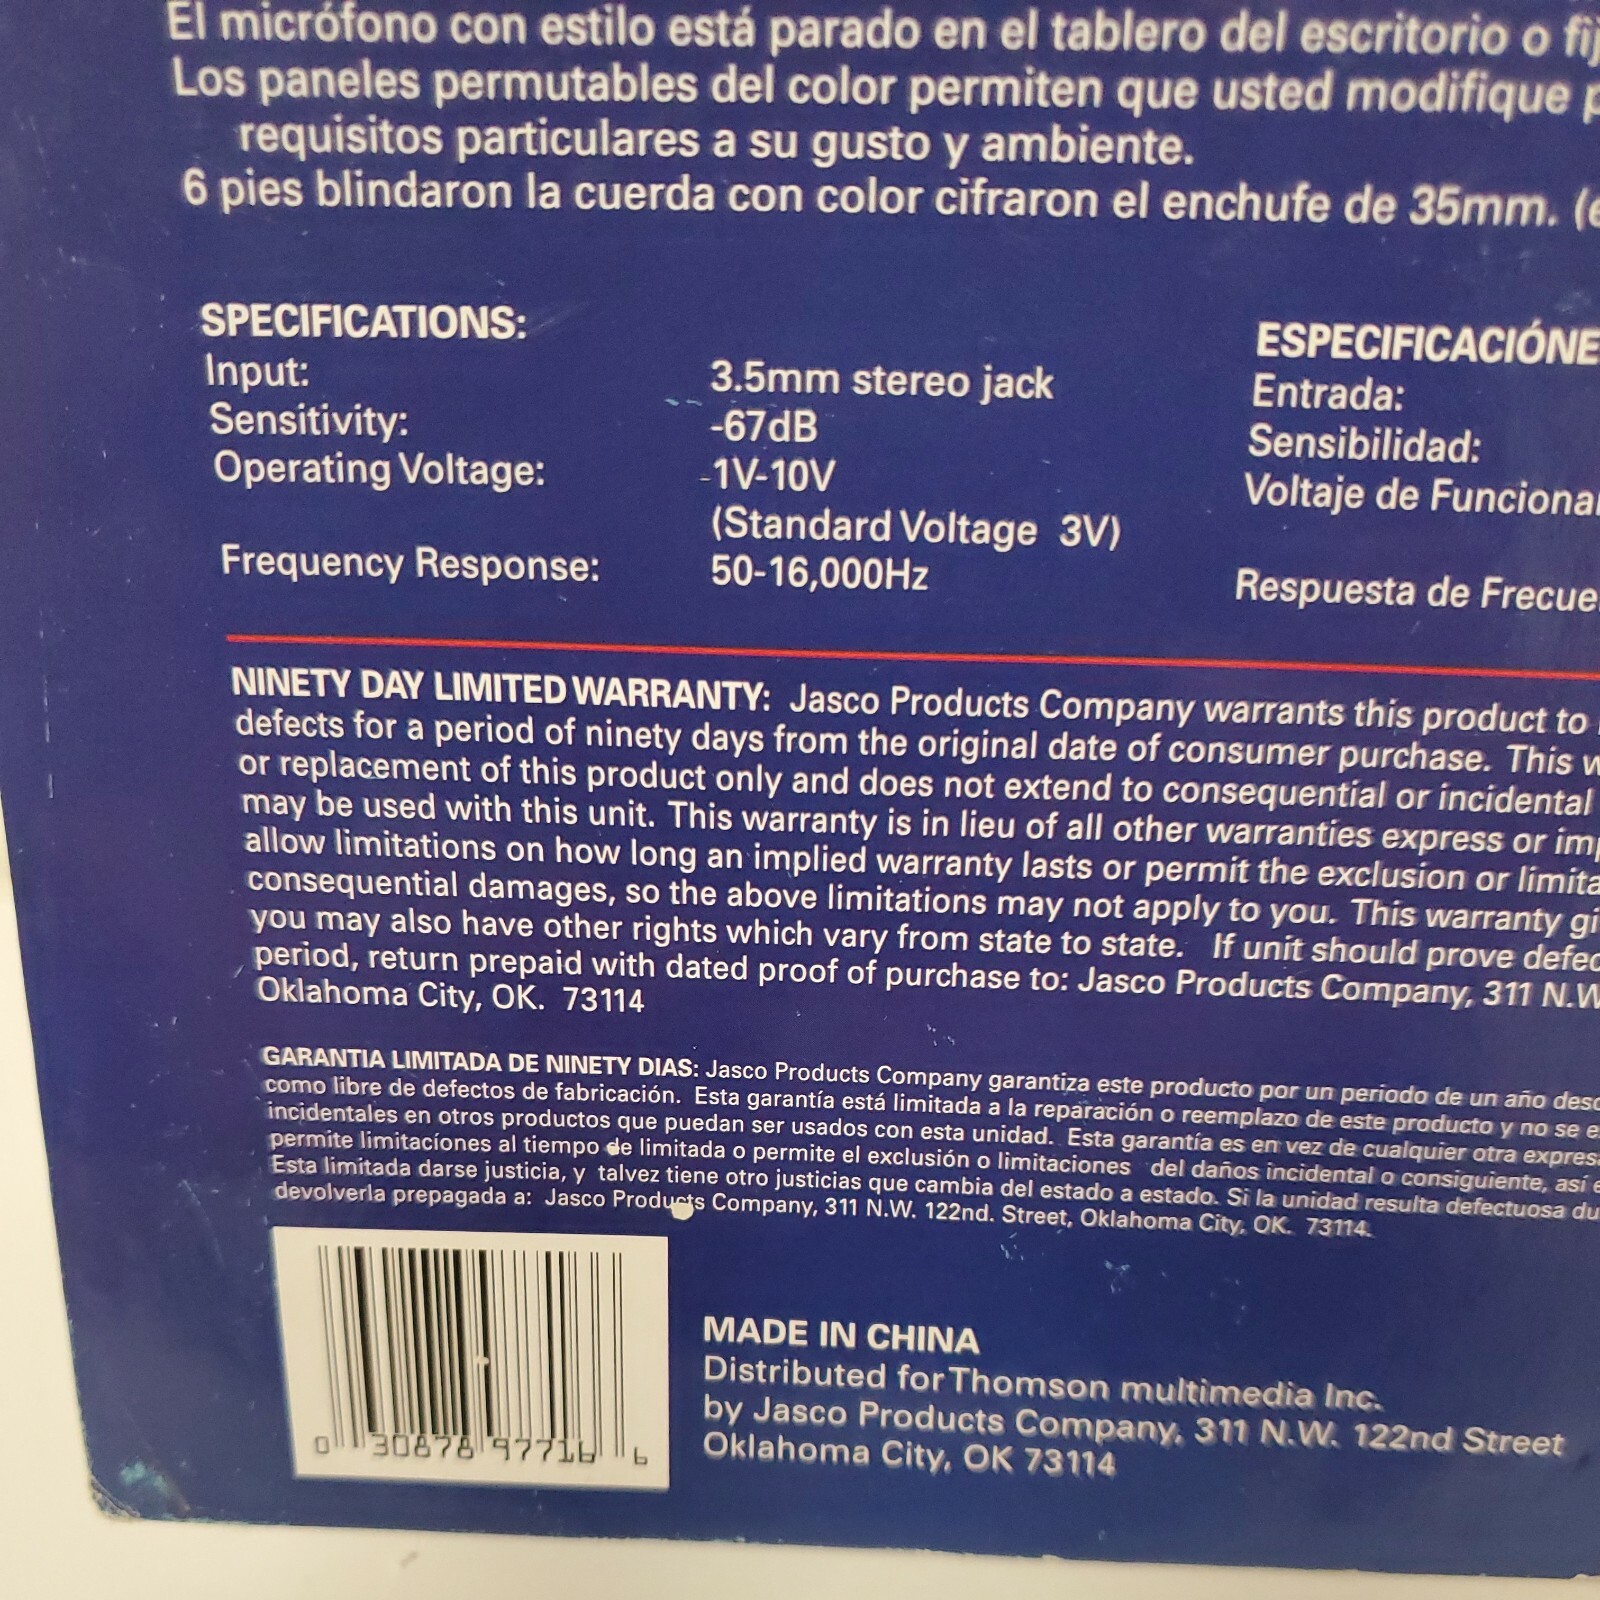 El micrófono con estilo está parado en el tablero del escritorio o
Los paneles permutables del color permiten que usted modifique
requisitos particulares a su gusto y ambiente.
6 pies blindaron la cuerda con color cifraron el enchufe de 35mm.
SPECIFICATIONS:
Input: 3.5mm stereo jack
Sensitivity: -67dB
Operating Voltage: 1V-10V
(Standard Voltage 3V)
Frequency Response: 50-16,000Hz
ESPECIFICACIÓNE
Entrada:
Sensibilidad:
Voltaje de Funciona
Respuesta de Frecue
NINETY DAY LIMITED WARRANTY: Jasco Products Company warrants this product to
defects for a period of ninety days from the original date of consumer purchase. This
or replacement of this product only and does not extend to consequential or incidental
may be used with this unit. This warranty is in lieu of all other warranties express or
allow limitations on how long an implied warranty lasts or permit the exclusion or limita
consequential damages, so the above limitations may not apply to you. This warranty gi
you may also have other rights which vary from state to state. If unit should prove defec
period, return prepaid with dated proof of purchase to: Jasco Products Company, 311 N.W
Oklahoma City, OK. 73114
GARANTIA LIMITADA DE NINETY DIAS: Jasco Products Company garantiza este producto por un periodo de un año desd
como libre de defectos de fabricación. Esta garantía está limitada a la reparación o reemplazo de este producto y no se e
incidentales en otros productos que puedan ser usados con esta unidad. Esta garantía es en vez de cualquier otra expres
permite limitacíones al tiempo de limitada o permite el exclusión o limitaciones del daños incidental o consiguiente, así
Esta limitada darse justicia, y talvez tiene otro justicias que cambia del estado a estado. Si la unidad resulta defectuosa du
devolverla prepagada a: Jasco Products Company, 311 N.W. 122nd. Street, Oklahoma City, OK. 73114.
0 30878 97716 6
MADE IN CHINA
Distributed for Thomson multimedia Inc.
by Jasco Products Company, 311 N.W. 122nd Street
Oklahoma City, OK 73114